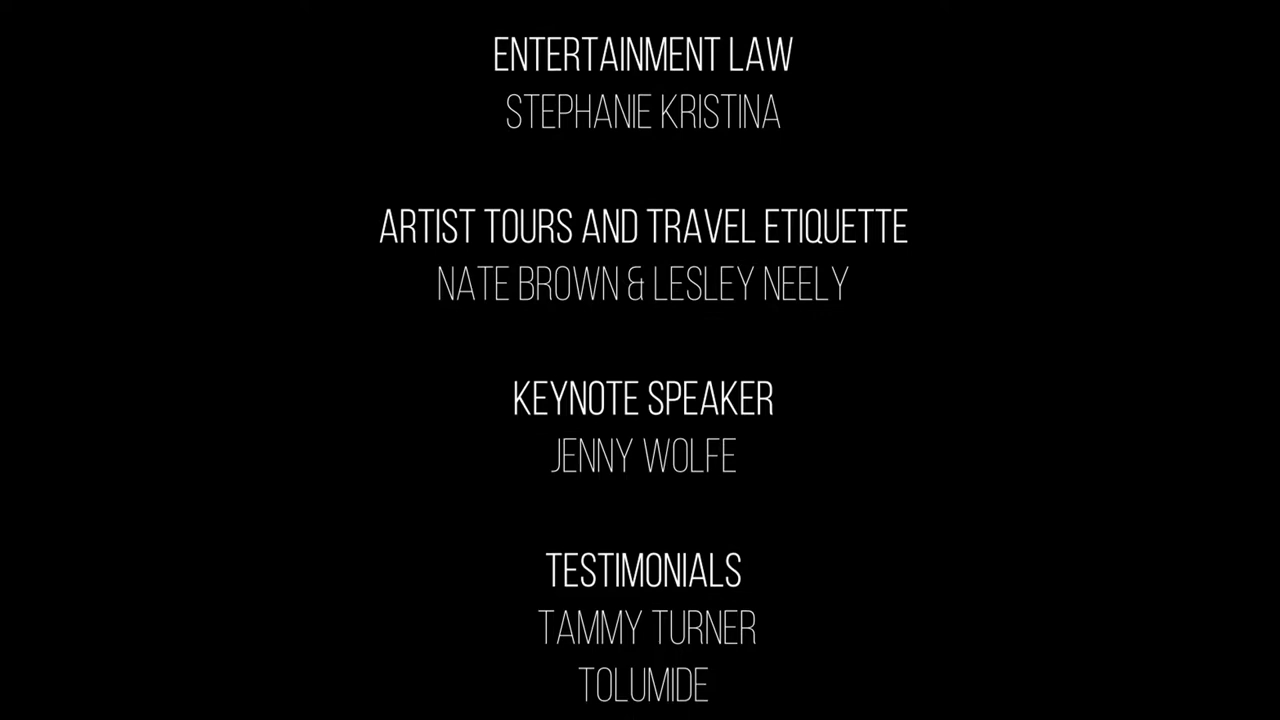 ENTERTAINMENT LAW
STEPHANIE KRISTINA
ARTIST TOURS AND TRAVEL ETIQUETTE
NATE BROWN & LESLEY NEELY
KEYNOTE SPEAKER
JENNY WOLFE
TESTIMONIALS
TAMMY TURNER
TOLUMIDE